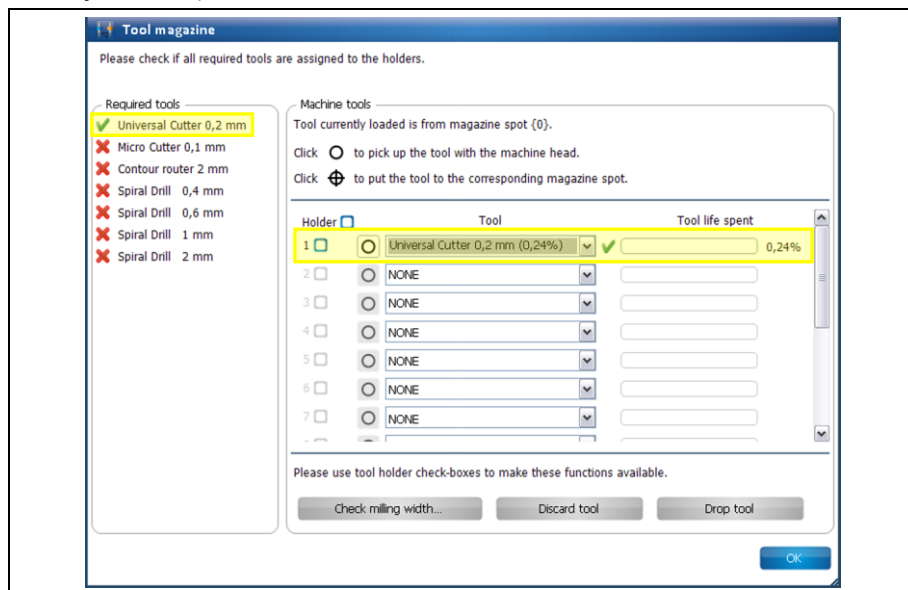 Tool magazine
Please check if all required tools are assigned to the holders.
Required tools
Universal Cutter 0,2 mm
Micro Cutter 0,1 mm
Contour router 2 mm
Spiral Drill 0,4 mm
Spiral Drill 0,6 mm
Spiral Drill 1 mm
Spiral Drill 2 mm
Machine tools
Tool currently loaded is from magazine spot {0}.
Click to pick up the tool with the machine head.
Click to put the tool to the corresponding magazine spot.
Holder Tool Tool life spent
1 Universal Cutter 0,2 mm (0,24%) 0,24%
2 NONE
3 NONE
4 NONE
5 NONE
6 NONE
7 NONE
Please use tool holder check-boxes to make these functions available.
Check milling width... Discard tool Drop tool
OK